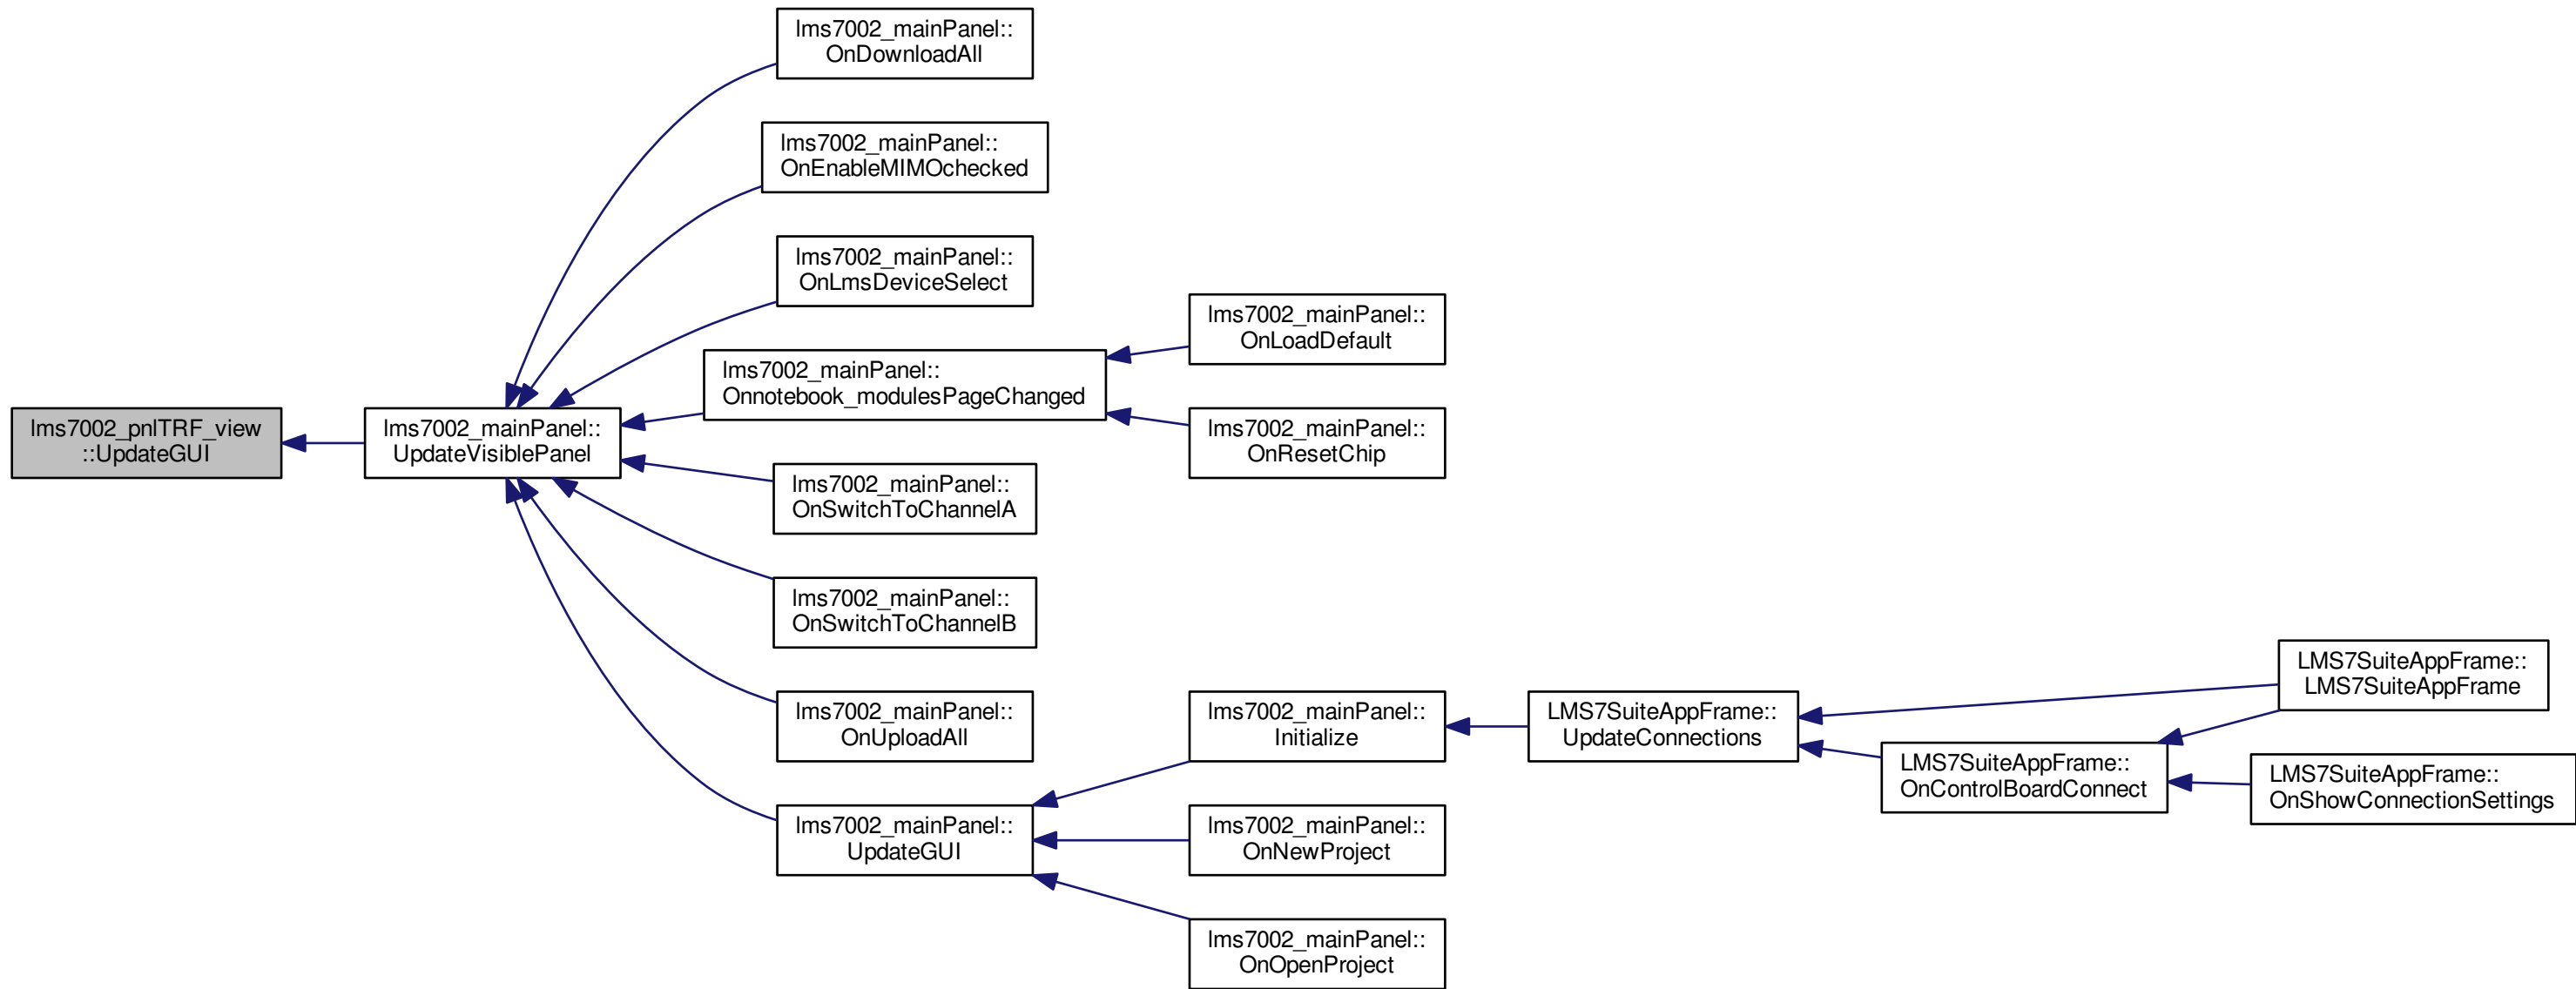 lms7002_mainPanel::
OnDownloadAll
lms7002_mainPanel::
OnEnableMIMOchecked
lms7002_mainPanel::
OnLmsDeviceSelect
lms7002_mainPanel::
OnLoadDefault
lms7002_mainPanel::
Onnotebook_modulesPageChanged
lms7002_pnlTRF_view
::UpdateGUI
lms7002_mainPanel::
UpdateVisiblePanel
lms7002_mainPanel::
OnResetChip
lms7002_mainPanel::
OnSwitchToChannelA
lms7002_mainPanel::
OnSwitchToChannelB
LMS7SuiteAppFrame::
LMS7SuiteAppFrame
lms7002_mainPanel::
OnUploadAll
lms7002_mainPanel::
Initialize
LMS7SuiteAppFrame::
UpdateConnections
LMS7SuiteAppFrame::
OnControlBoardConnect
LMS7SuiteAppFrame::
OnShowConnectionSettings
lms7002_mainPanel::
UpdateGUI
lms7002_mainPanel::
OnNewProject
lms7002_mainPanel::
OnOpenProject